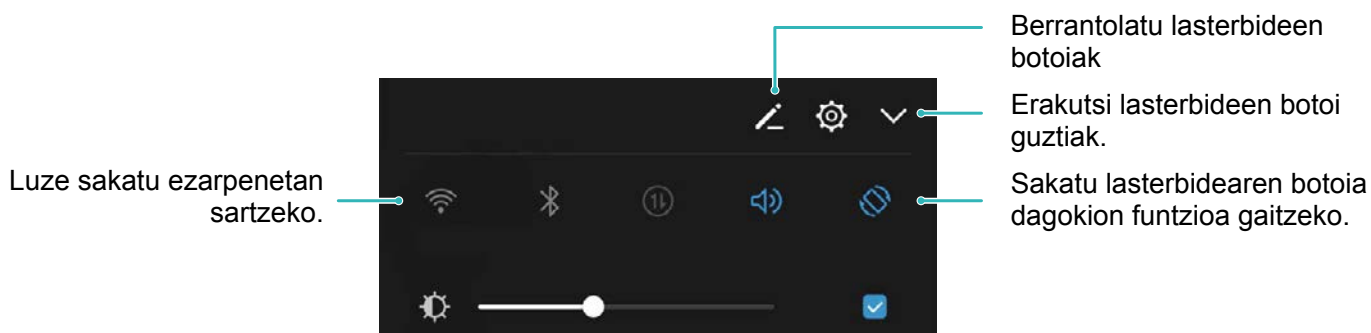 Berrantolatu lasterbideen
botoiak
Erakutsi lasterbideen botoi
guztiak.
Luze sakatu ezarpenetan
sartzeko.
Sakatu lasterbidearen botoia
dagokion funtzioa gaitzeko.